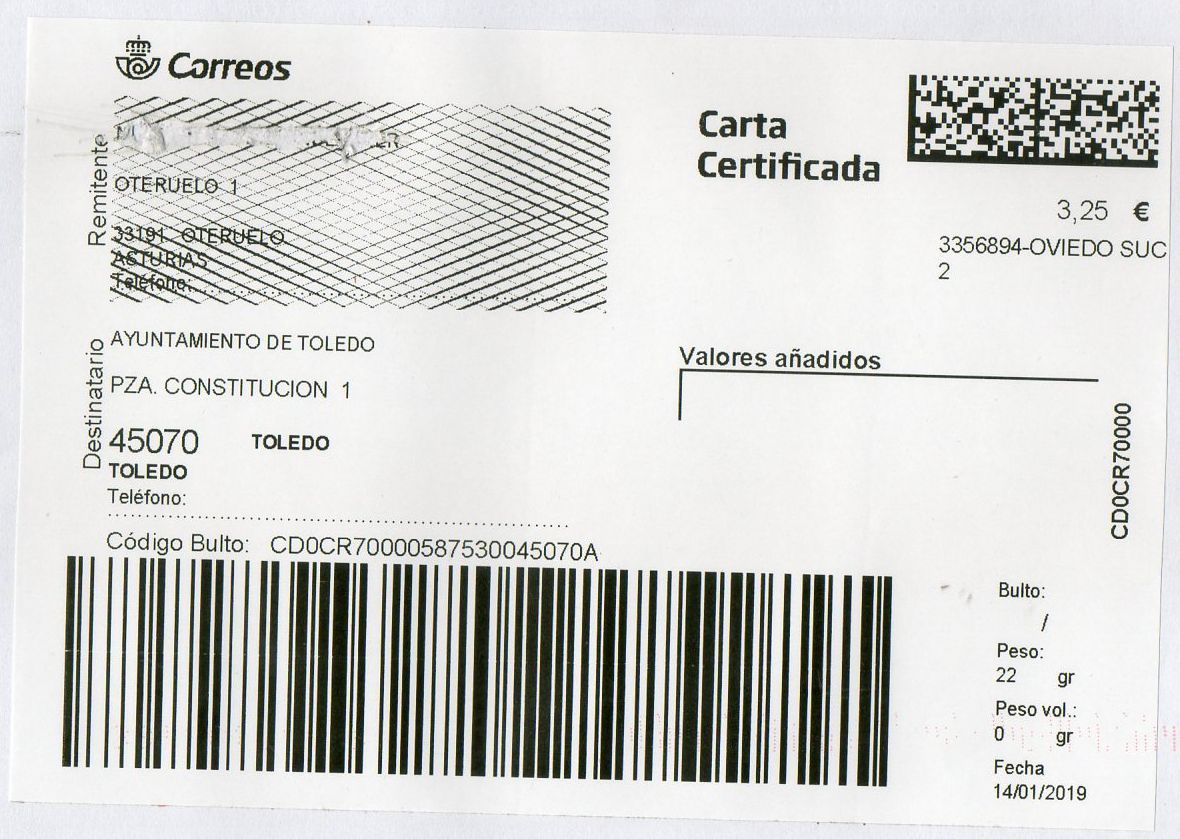 Correos
Carta
Certificada
3,25 €
3356894-OVIEDO SUC
2
Remitente
OTERUELO 1
33191 OTERUELO
ASTURIAS
Teléfono:
Destinatario
AYUNTAMIENTO DE TOLEDO
PZA. CONSTITUCION 1
45070 TOLEDO
TOLEDO
Teléfono:
Valores añadidos
CD0CR70000
Código Bulto: CD0CR70000587530045070A
Bulto:
/
Peso:
22 gr
Peso vol.:
0 gr
Fecha
14/01/2019